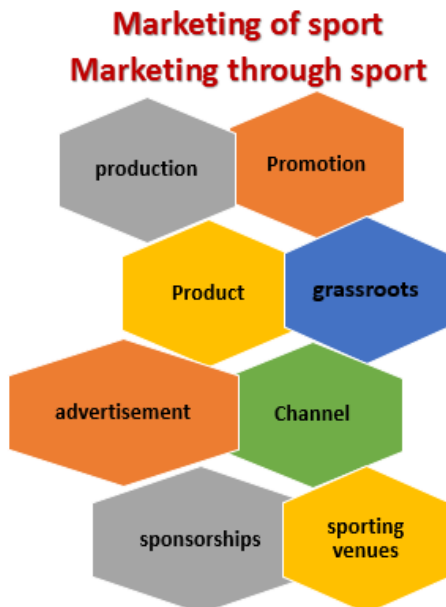 Marketing of sport
Marketing through sport
production
Promotion
Product
grassroots
advertisement
Channel
sponsorships
sporting
venues